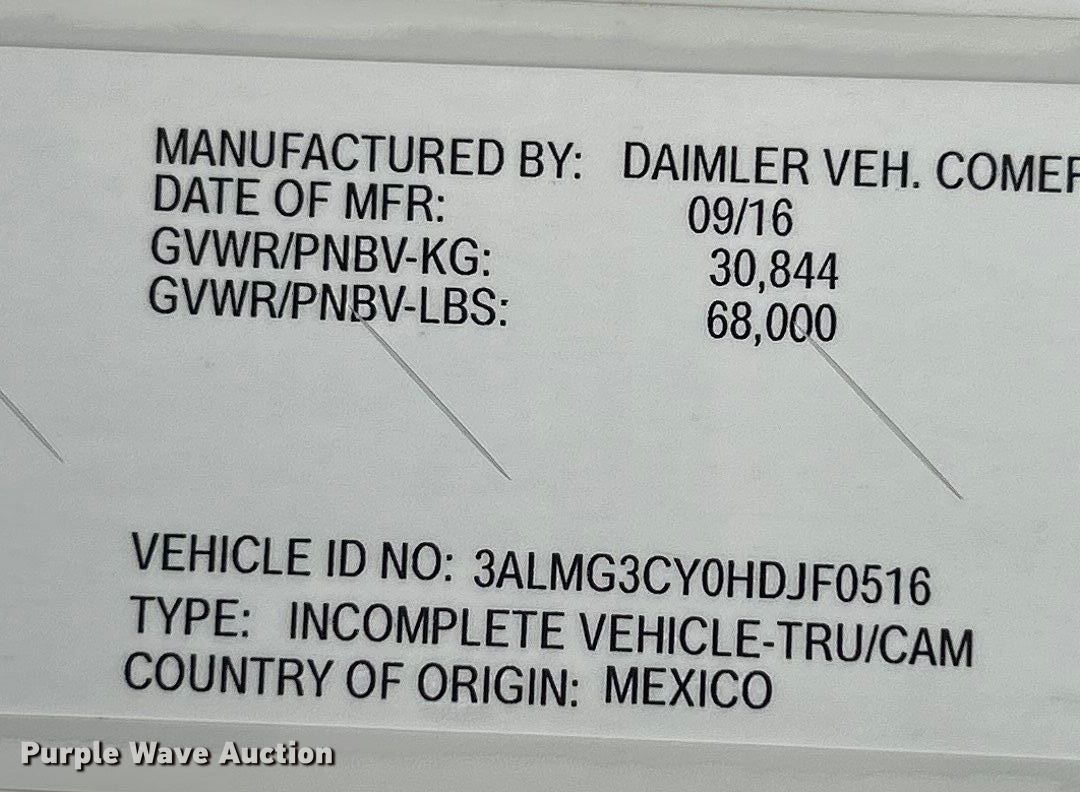 MANUFACTURED BY: DAIMLER VEH. COMER
DATE OF MFR: 09/16
GVWR/PNBV-KG: 30,844
GVWR/PNBV-LBS: 68,000
VEHICLE ID NO: 3ALMG3CY0HDJF0516
TYPE: INCOMPLETE VEHICLE-TRU/CAM
COUNTRY OF ORIGIN: MEXICO
Purple Wave Auction